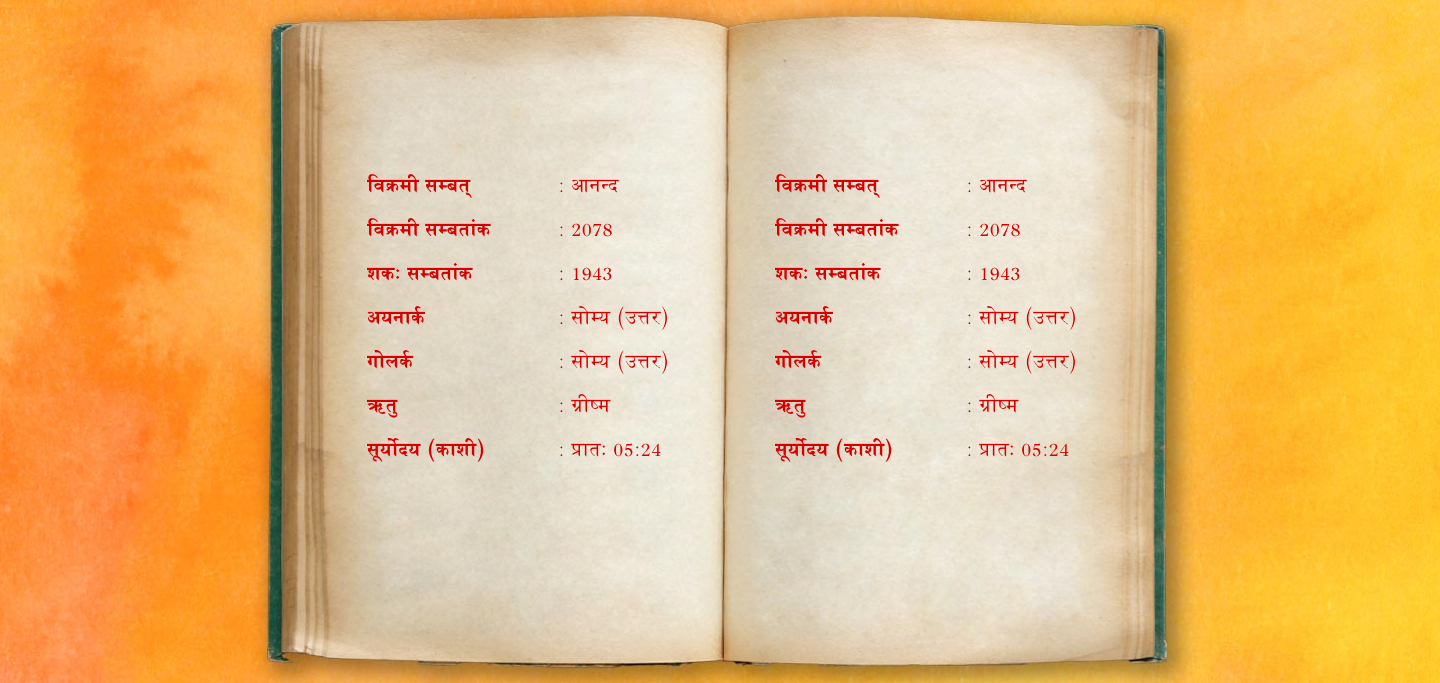 विक्रमी सम्बत् : आनन्द
विक्रमी सम्बतांक : 2078
शकः सम्बतांक : 1943
अयनार्क : सोम्य (उत्तर)
गोलर्क : सोम्य (उत्तर)
ऋतु : ग्रीष्म
सूर्योदय (काशी) : प्रातः 05:24
विक्रमी सम्बत् : आनन्द
विक्रमी सम्बतांक : 2078
शकः सम्बतांक : 1943
अयनार्क : सोम्य (उत्तर)
गोलर्क : सोम्य (उत्तर)
ऋतु : ग्रीष्म
सूर्योदय (काशी) : प्रातः 05:24